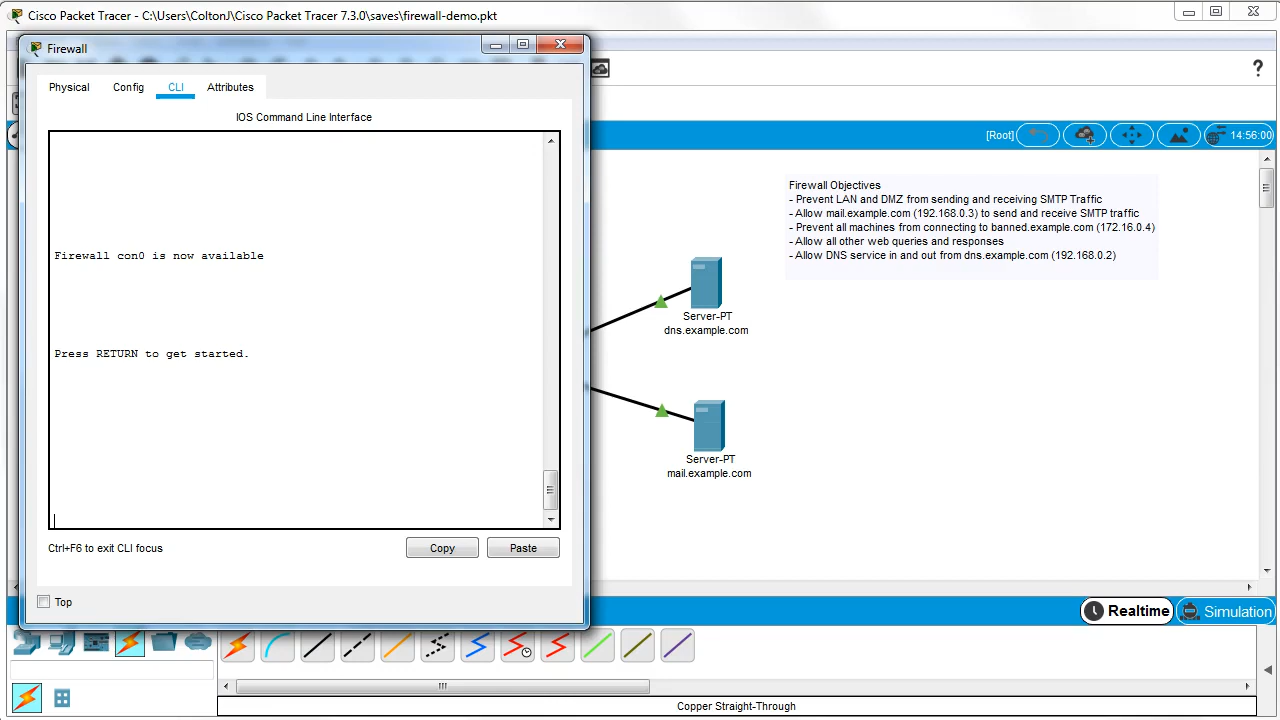 Cisco Packet Tracer - C:\Users\ColtonJ\Cisco Packet Tracer 7.3.0\saves\firewall-demo.pkt
Firewall
Physical Config CLI Attributes
IOS Command Line Interface
Firewall con0 is now available
Press RETURN to get started.
Ctrl+F6 to exit CLI focus
Copy Paste
Top
?
[Root]
14:56:00
Firewall Objectives
- Prevent LAN and DMZ from sending and receiving SMTP Traffic
- Allow mail.example.com (192.168.0.3) to send and receive SMTP traffic
- Prevent all machines from connecting to banned.example.com (172.16.0.4)
- Allow all other web queries and responses
- Allow DNS service in and out from dns.example.com (192.168.0.2)
Server-PT
dns.example.com
Server-PT
mail.example.com
Realtime Simulation
Copper Straight-Through